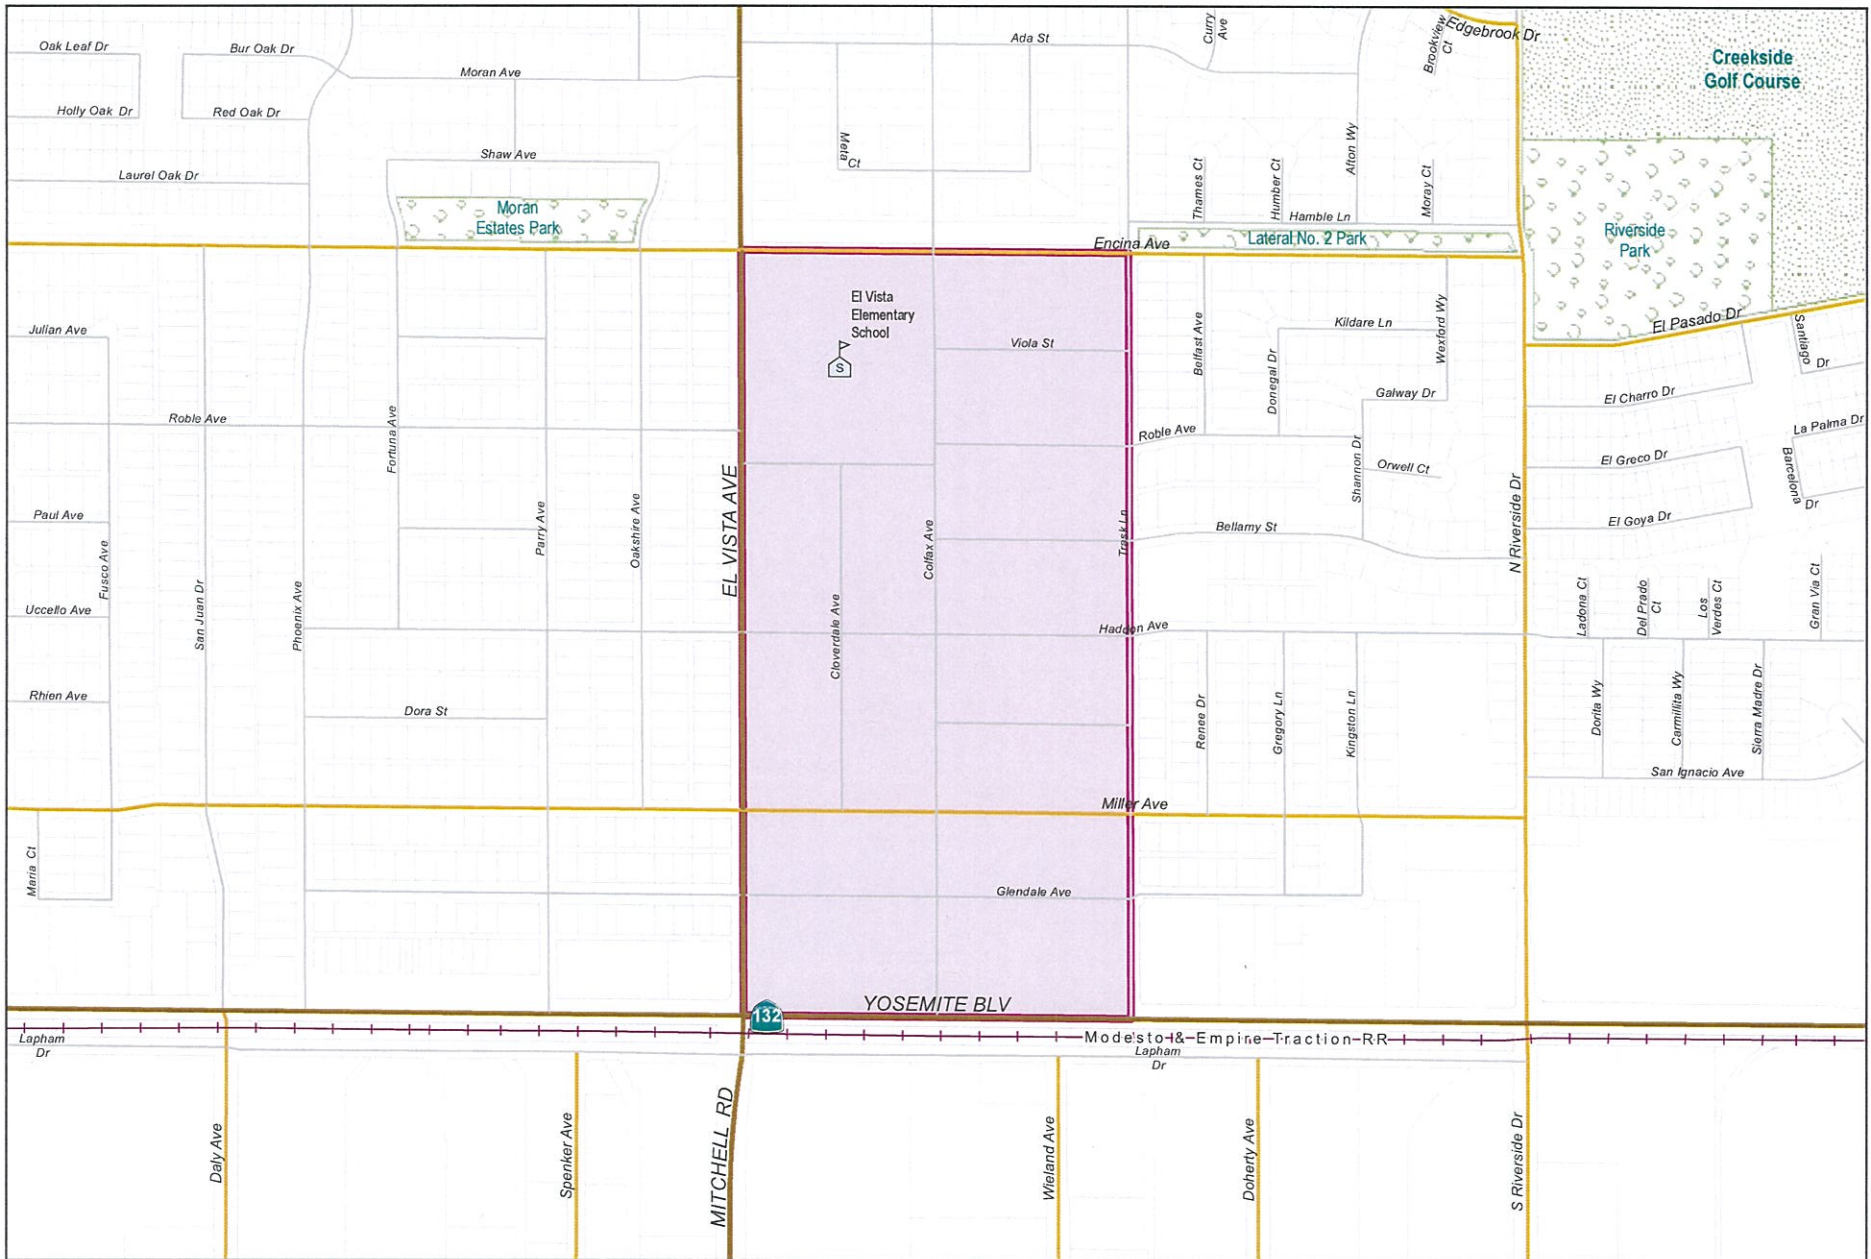 Oak Leaf Dr
Bur Oak Dr
Moran Ave
Holly Oak Dr
Red Oak Dr
Shaw Ave
Laurel Oak Dr
Moran
Estates Park
Ada St
Meta
Ct
Curry
Ave
Brookview
Ct
Edgebrook Dr
Creekside
Golf Course
Thames Ct
Humber Ct
Afton Wy
Moray Ct
Hamble Ln
Encina Ave
Lateral No. 2 Park
Riverside
Park
El Pasado Dr
Santiago
Dr
El Vista
Elementary
School
S
Viola St
Belfast Ave
Donegal Dr
Kildare Ln
Wexford Wy
Galway Dr
Julian Ave
Roble Ave
Fortuna Ave
Roble Ave
Shannon Dr
Orwell Ct
El Charro Dr
La Palma Dr
El Greco Dr
Barcelona
Dr
El Goya Dr
Paul Ave
Fusco Ave
Parry Ave
Oakshire Ave
EL VISTA AVE
Colfax Ave
Trask Ln
Bellamy St
N Riverside Dr
Uccello Ave
San Juan Dr
Phoenix Ave
Cloverdale Ave
Haddon Ave
Ladona Ct
Del Prado
Ct
Los
Verdes Ct
Gran Via Ct
Rhien Ave
Dora St
Renee Dr
Gregory Ln
Kingston Ln
Dorita Wy
Carmillita Wy
Sierra Madre Dr
San Ignacio Ave
Miller Ave
Maria Ct
Glendale Ave
YOSEMITE BLV
132
Modesto & Empire Traction RR
Lapham
Dr
Lapham
Dr
Daly Ave
Spenker Ave
MITCHELL RD
Wieland Ave
Doherty Ave
S Riverside Dr